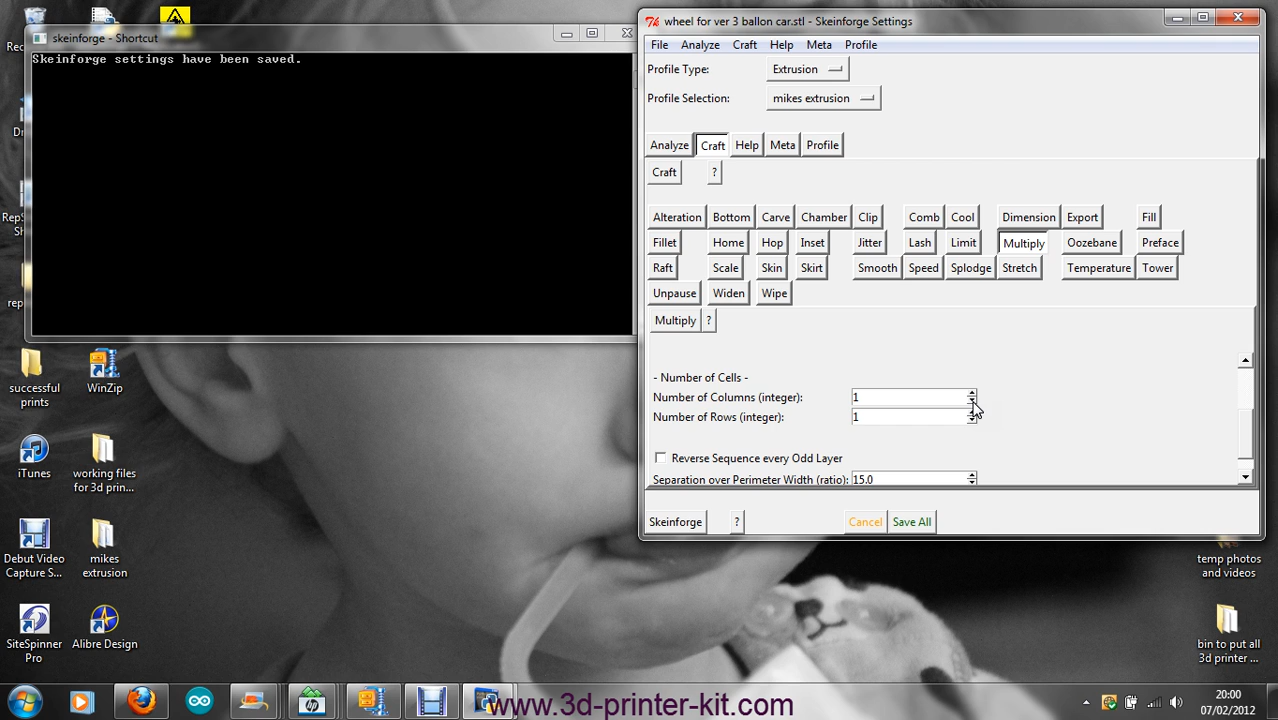 skeinforge - Shortcut
Skeinforge settings have been saved.
wheel for ver 3 ballon car.stl - Skeinforge Settings
File Analyze Craft Help Meta Profile
Profile Type: Extrusion
Profile Selection: mikes extrusion
Analyze Craft Help Meta Profile
Craft ?
Alteration Bottom Carve Chamber Clip Comb Cool Dimension Export Fill
Fillet Home Hop Inset Jitter Lash Limit Multiply Oozebane Preface
Raft Scale Skin Skirt Smooth Speed Splodge Stretch Temperature Tower
Unpause Widen Wipe
Multiply ?
- Number of Cells -
Number of Columns (integer): 1
Number of Rows (integer): 1
Reverse Sequence every Odd Layer
Separation over Perimeter Width (ratio): 15.0
Skeinforge ? Cancel Save All
successful
prints
WinZip
iTunes
working files
for 3d prin...
Debut Video
Capture S...
mikes
extrusion
SiteSpinner
Pro
Alibre Design
temp photos
and videos
bin to put all
3d printer ...
www.3d-printer-kit.com
20:00
07/02/2012